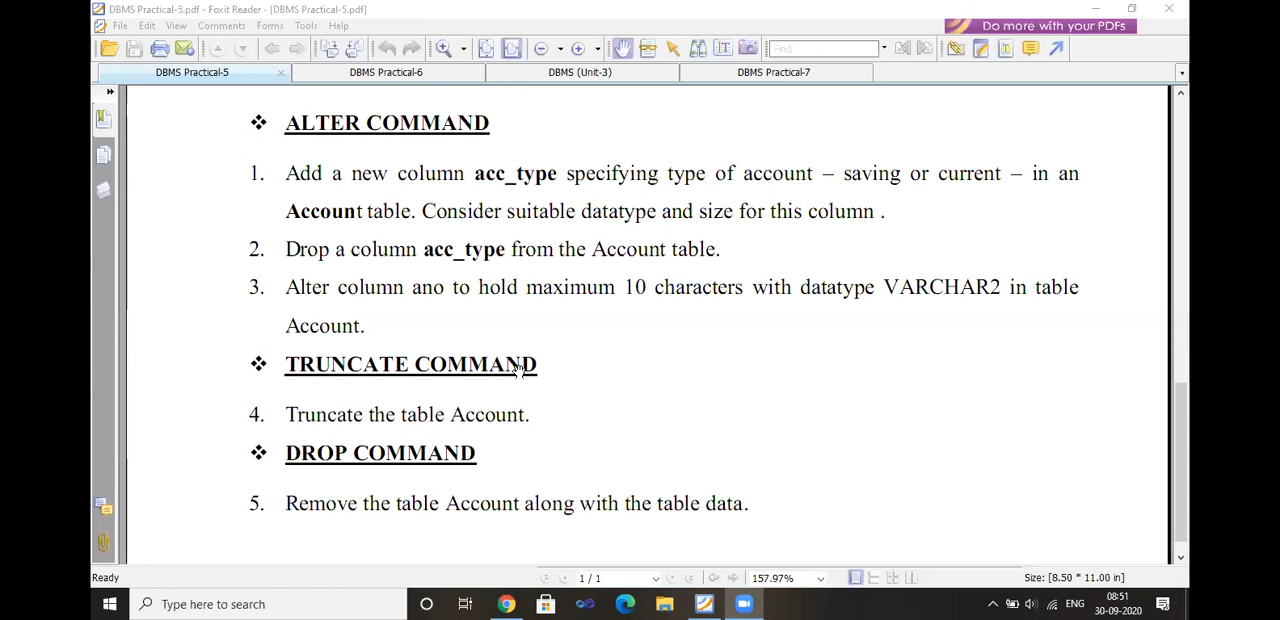 DBMS Practical-5.pdf - Foxit Reader - [DBMS Practical-5.pdf]
File Edit View Comments Forms Tools Help
Do more with your PDFs
Find
DBMS Practical-5
DBMS Practical-6
DBMS (Unit-3)
DBMS Practical-7
❖ ALTER COMMAND
1. Add a new column acc_type specifying type of account – saving or current – in an
Account table. Consider suitable datatype and size for this column .
2. Drop a column acc_type from the Account table.
3. Alter column ano to hold maximum 10 characters with datatype VARCHAR2 in table
Account.
❖ TRUNCATE COMMAND
4. Truncate the table Account.
❖ DROP COMMAND
5. Remove the table Account along with the table data.
Ready
1 / 1
157.97%
Size: [8.50 * 11.00 in]
Type here to search
ENG
08:51
30-09-2020